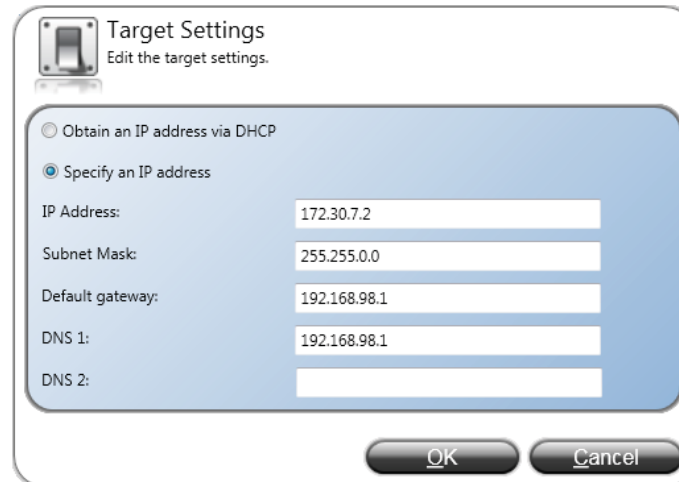 Target Settings
Edit the target settings.
Obtain an IP address via DHCP
Specify an IP address
IP Address: 172.30.7.2
Subnet Mask: 255.255.0.0
Default gateway: 192.168.98.1
DNS 1: 192.168.98.1
DNS 2:
OK Cancel